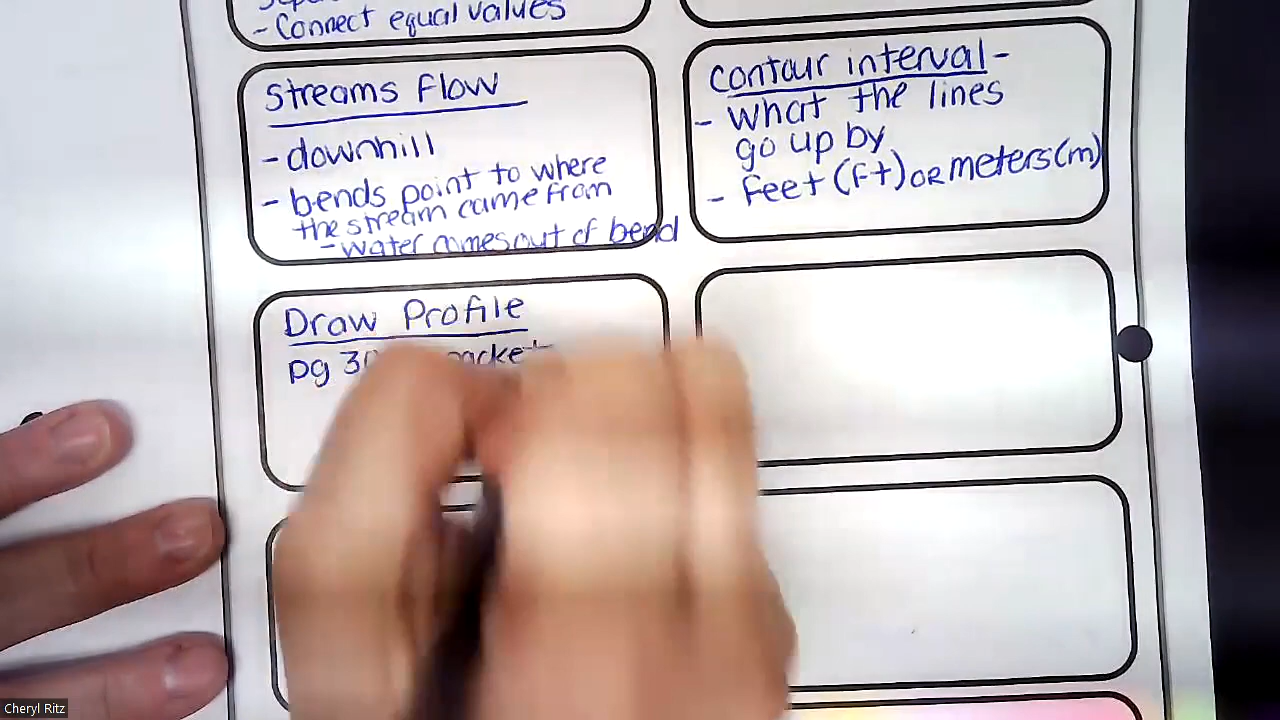 - Connect equal values
Streams Flow
- downhill
- bends point to where
the stream came from
- water comes out of bend
Contour interval -
- What the lines
go up by
- Feet (Ft) OR meters (m)
Draw Profile
pg
Cheryl Ritz